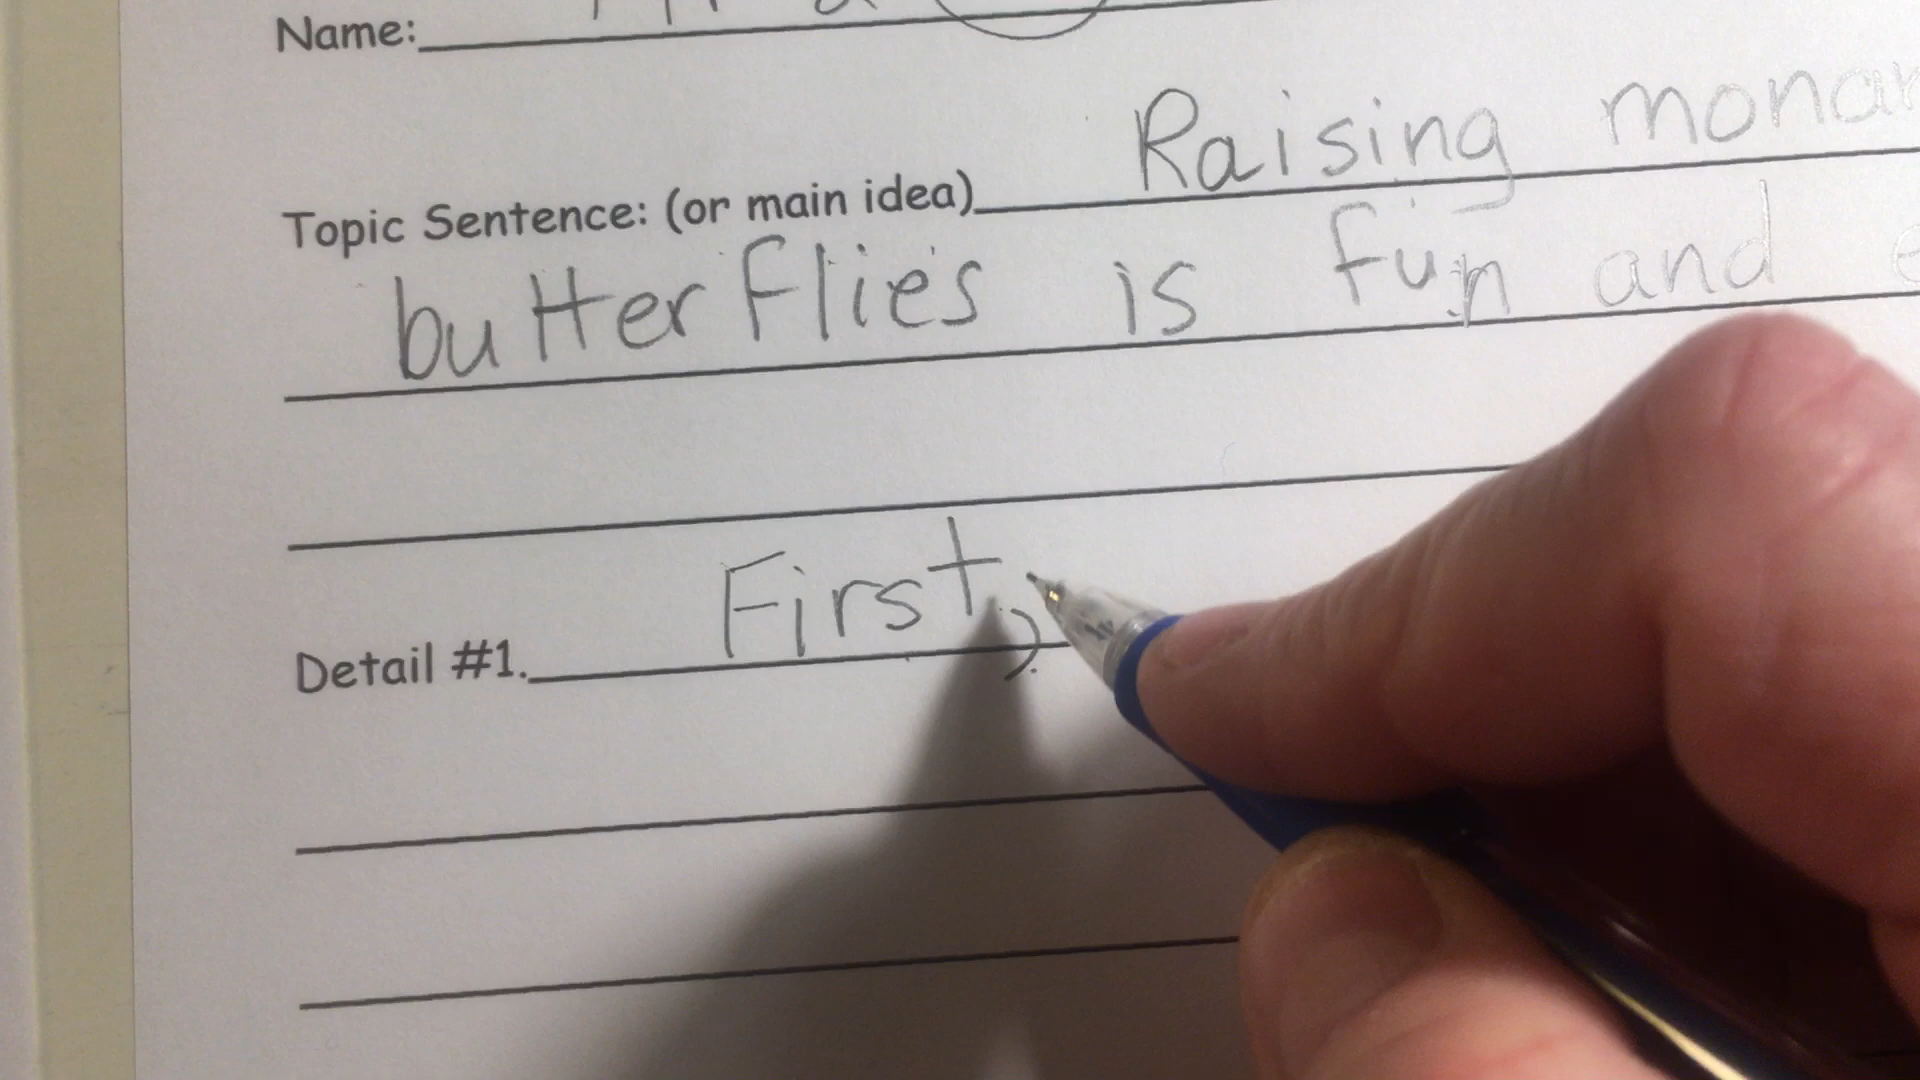 Name:
Topic Sentence: (or main idea) Raising
butterflies is fun and
Detail #1. First,